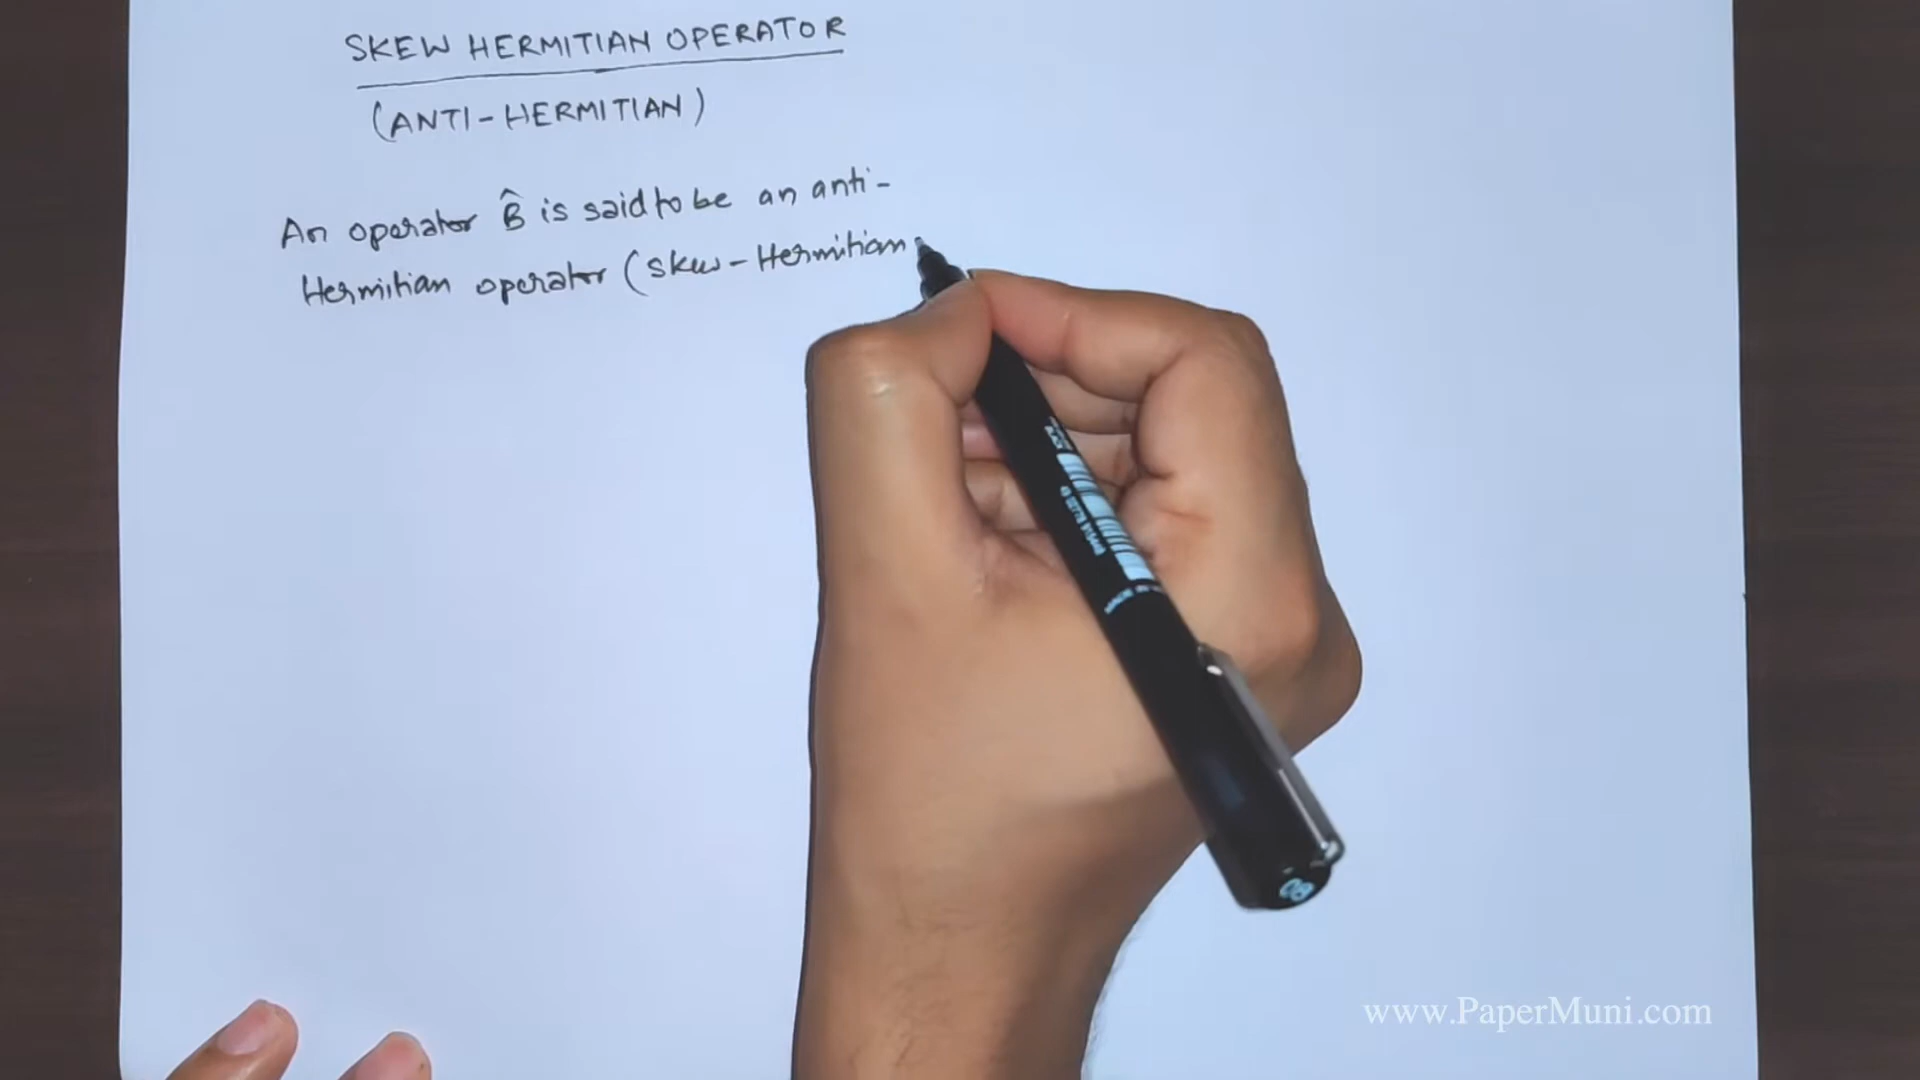 SKEW HERMITIAN OPERATOR
(ANTI-HERMITIAN)
An operator B̂ is said to be an anti-
Hermitian operator (skew-Hermitian
08
www.PaperMuni.com